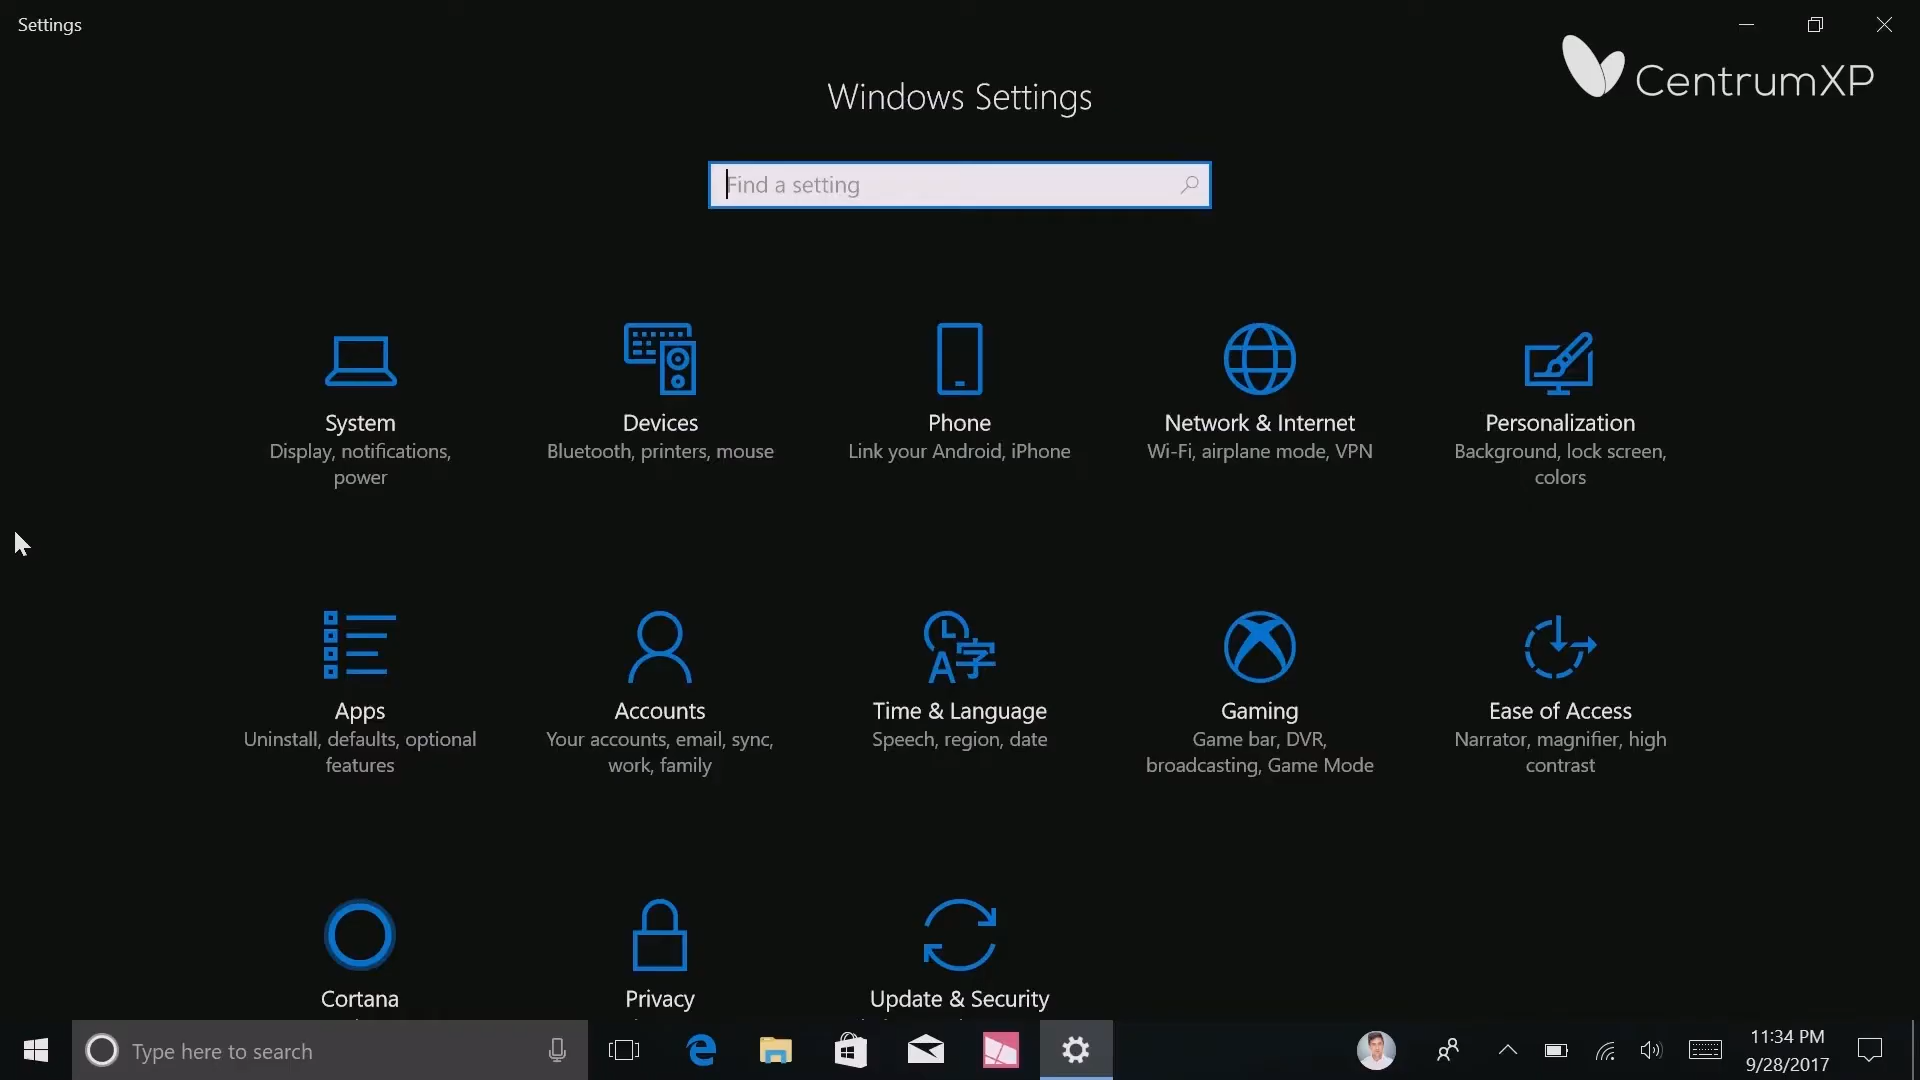 Settings
CentrumXP
Windows Settings
Find a setting
System
Display, notifications,
power
Devices
Bluetooth, printers, mouse
Phone
Link your Android, iPhone
Network & Internet
Wi-Fi, airplane mode, VPN
Personalization
Background, lock screen,
colors
Apps
Uninstall, defaults, optional
features
Accounts
Your accounts, email, sync,
work, family
Time & Language
Speech, region, date
Gaming
Game bar, DVR,
broadcasting, Game Mode
Ease of Access
Narrator, magnifier, high
contrast
Cortana
Privacy
Update & Security
Type here to search
11:34 PM
9/28/2017